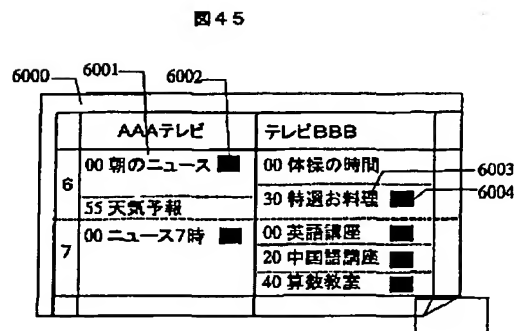 図45
6000
6001
6002
AAAテレビ
テレビBBB
6
00 朝のニュース
00 体操の時間
6003
30 特選お料理
6004
55 天気予報
7
00 ニュース7時
00 英語講座
20 中国語講座
40 算数教室